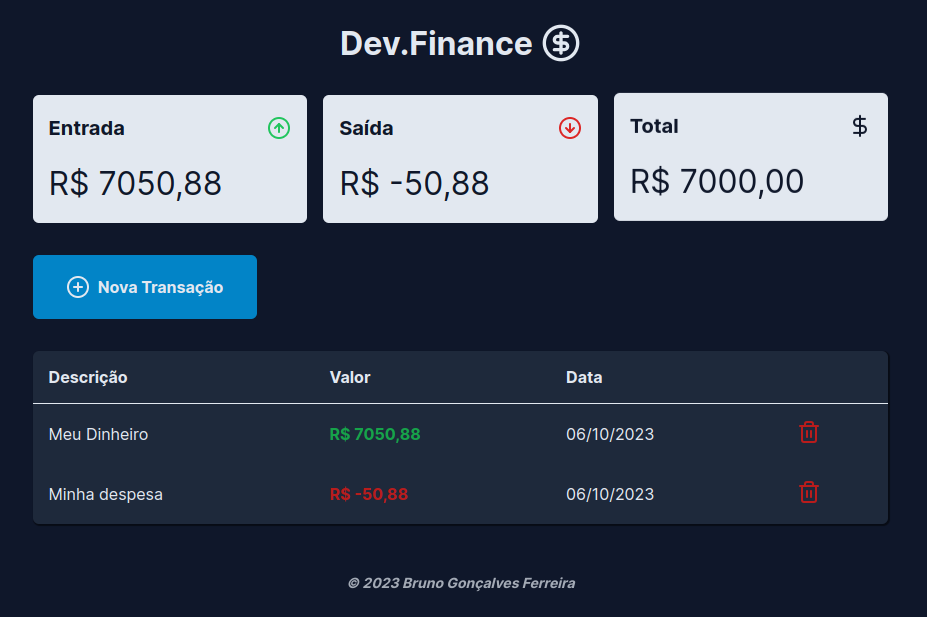 Dev.Finance
Entrada
R$ 7050,88
Saída
R$ -50,88
Total
R$ 7000,00
Nova Transação
Descrição Valor Data
Meu Dinheiro R$ 7050,88 06/10/2023
Minha despesa R$ -50,88 06/10/2023
© 2023 Bruno Gonçalves Ferreira